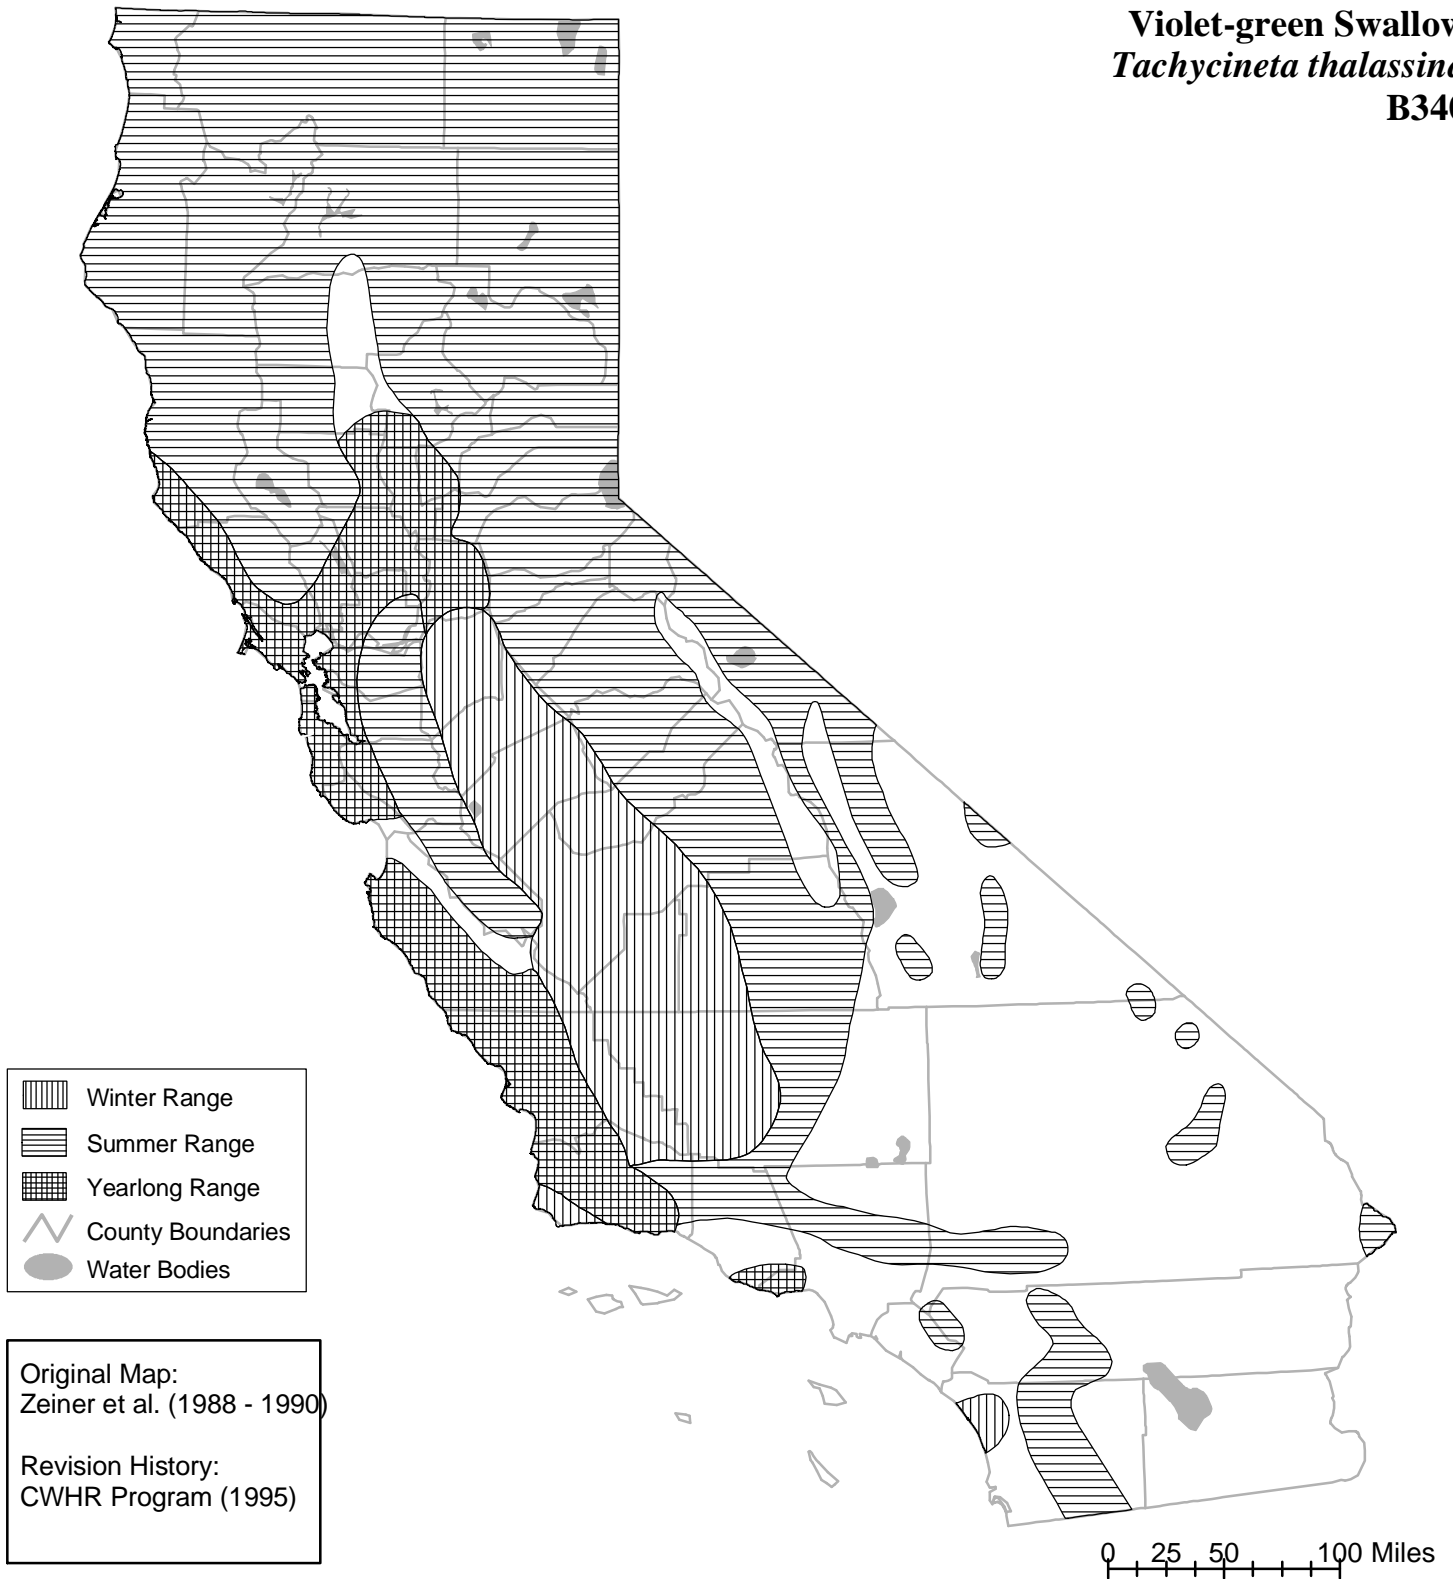 Violet-green Swallow
Tachycineta thalassina
B340
Winter Range
Summer Range
Yearlong Range
County Boundaries
Water Bodies
Original Map:
Zeiner et al. (1988 - 1990)
Revision History:
CWHR Program (1995)
0 25 50 100 Miles